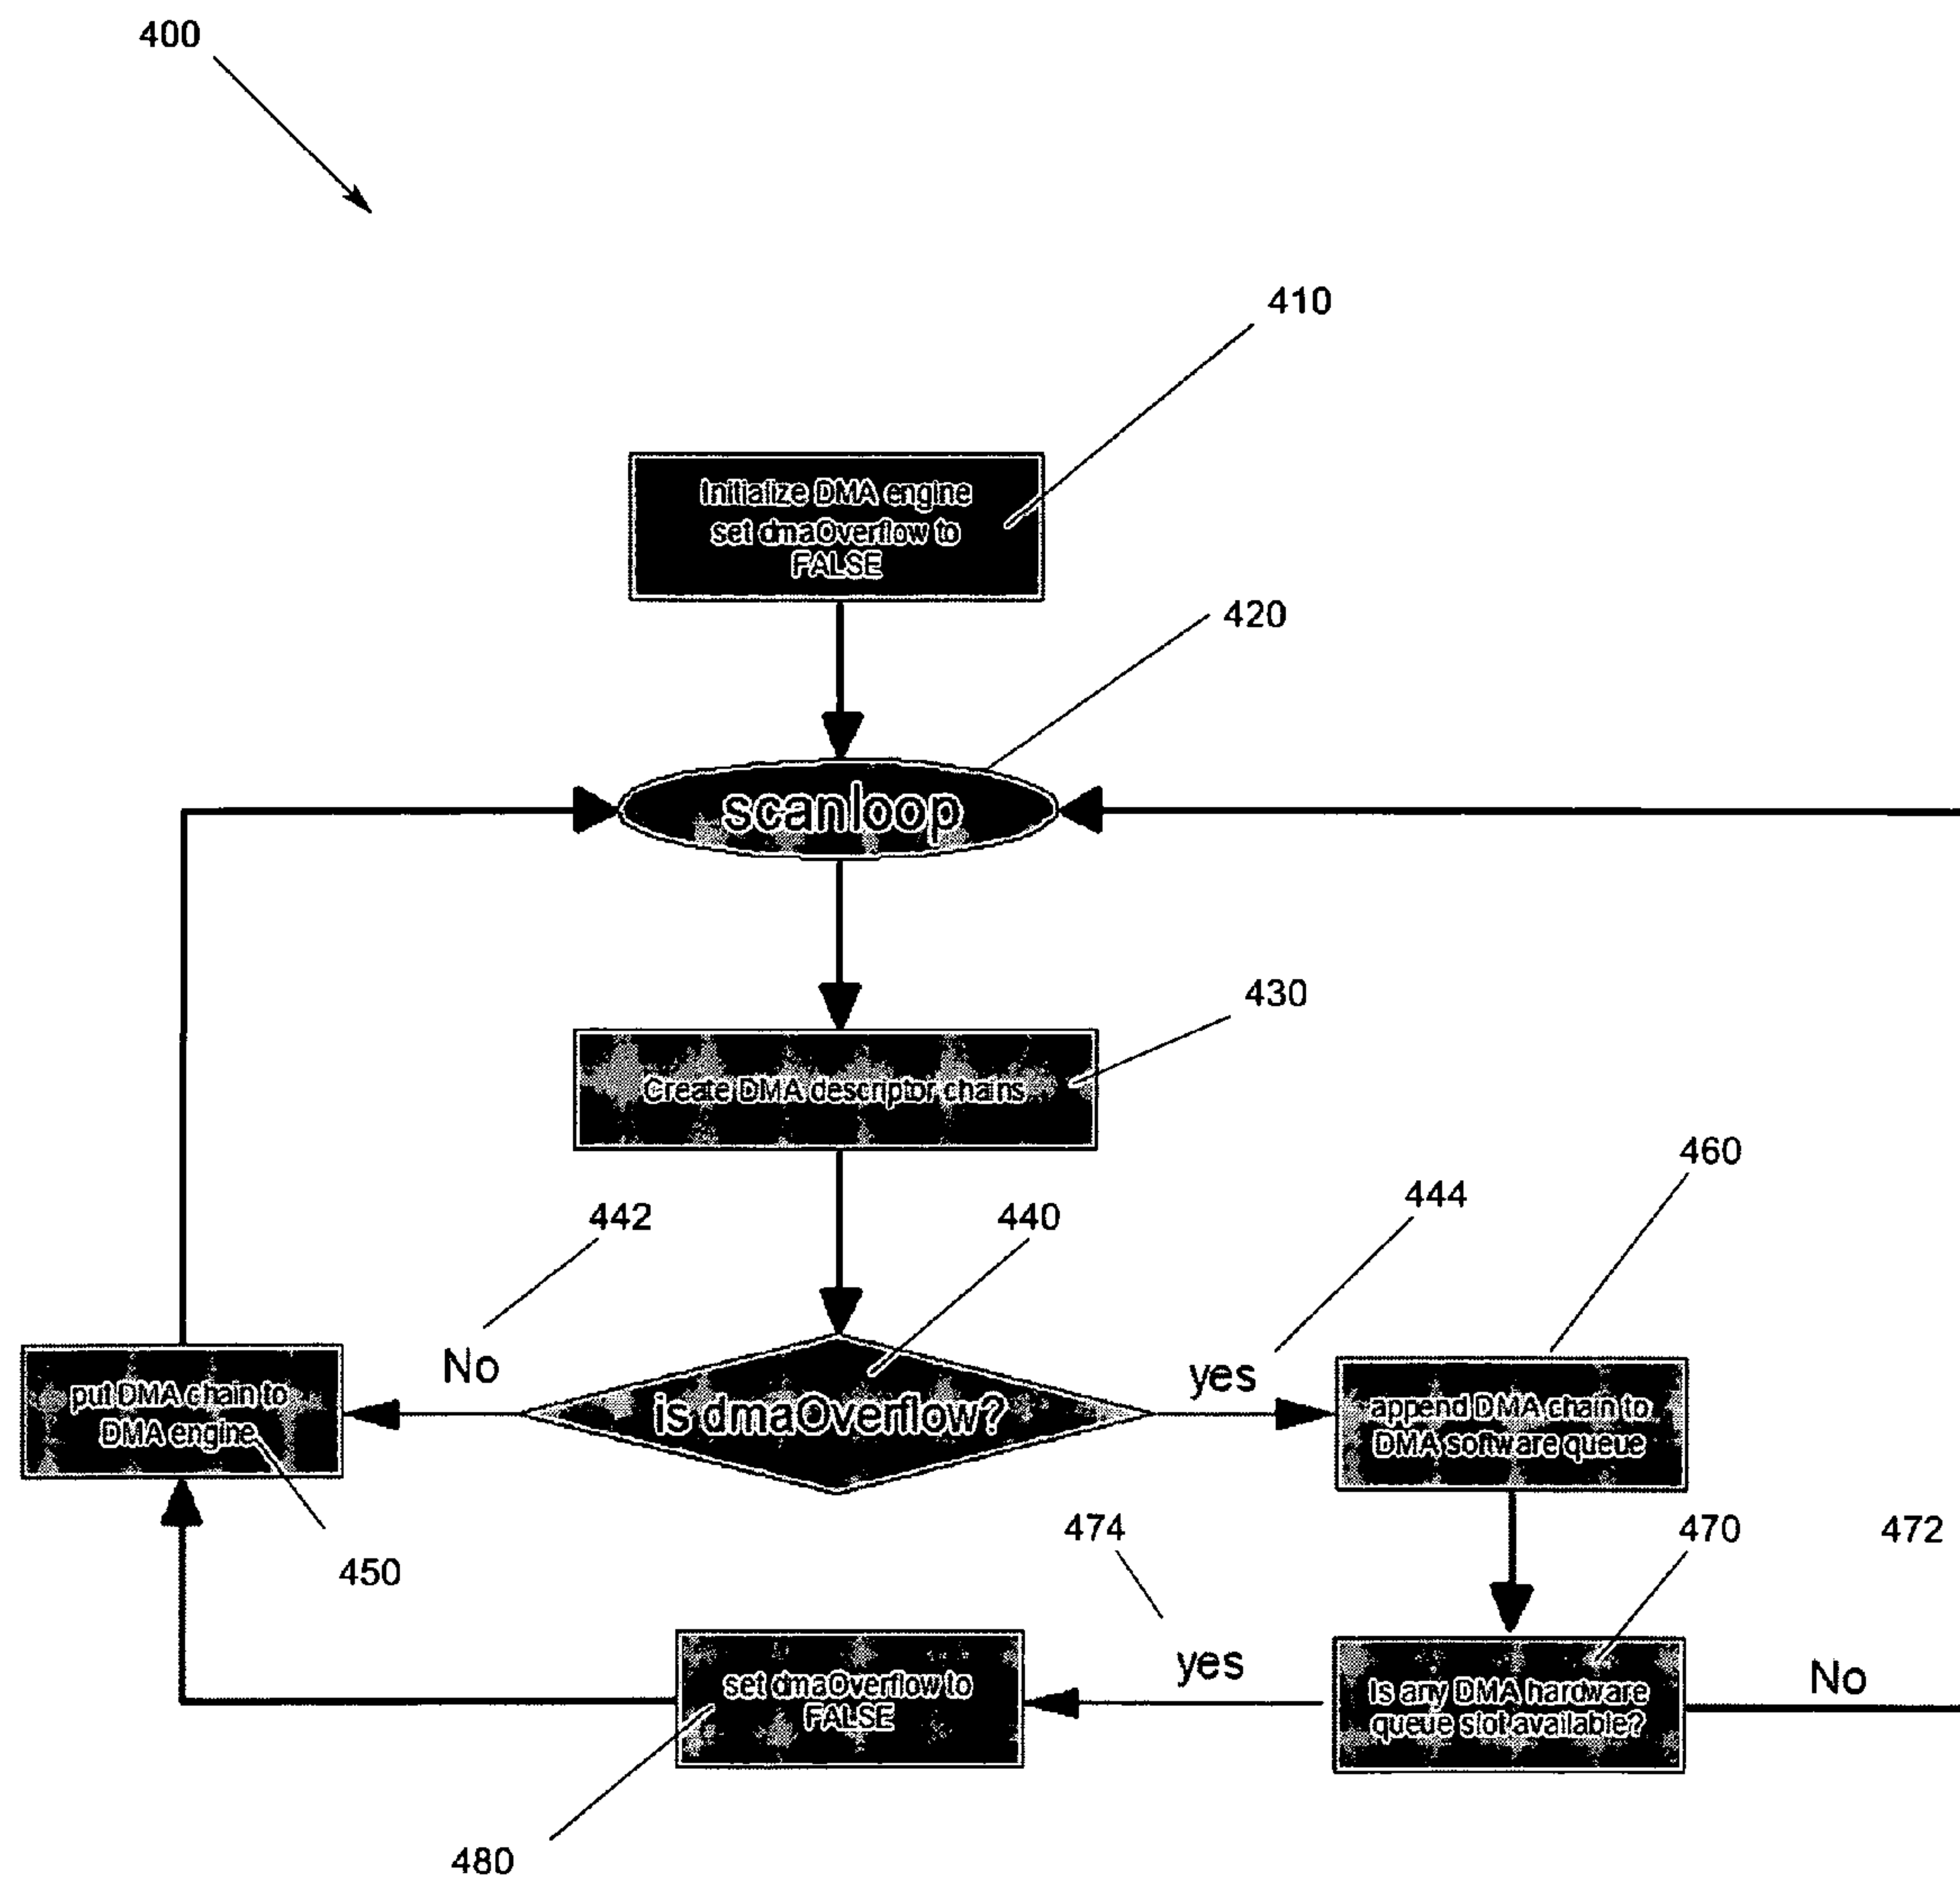 400
410
Initialize DMA engine
set dmaOverflow to
FALSE
420
scanloop
430
Create DMA descriptor chains
460
444
442
440
No
yes
put DMA chain to
DMA engine
is dmaOverflow?
append DMA chain to
DMA software queue
474
470
472
450
yes
set dmaOverflow to
FALSE
Is any DMA hardware
queue slot available?
No
480